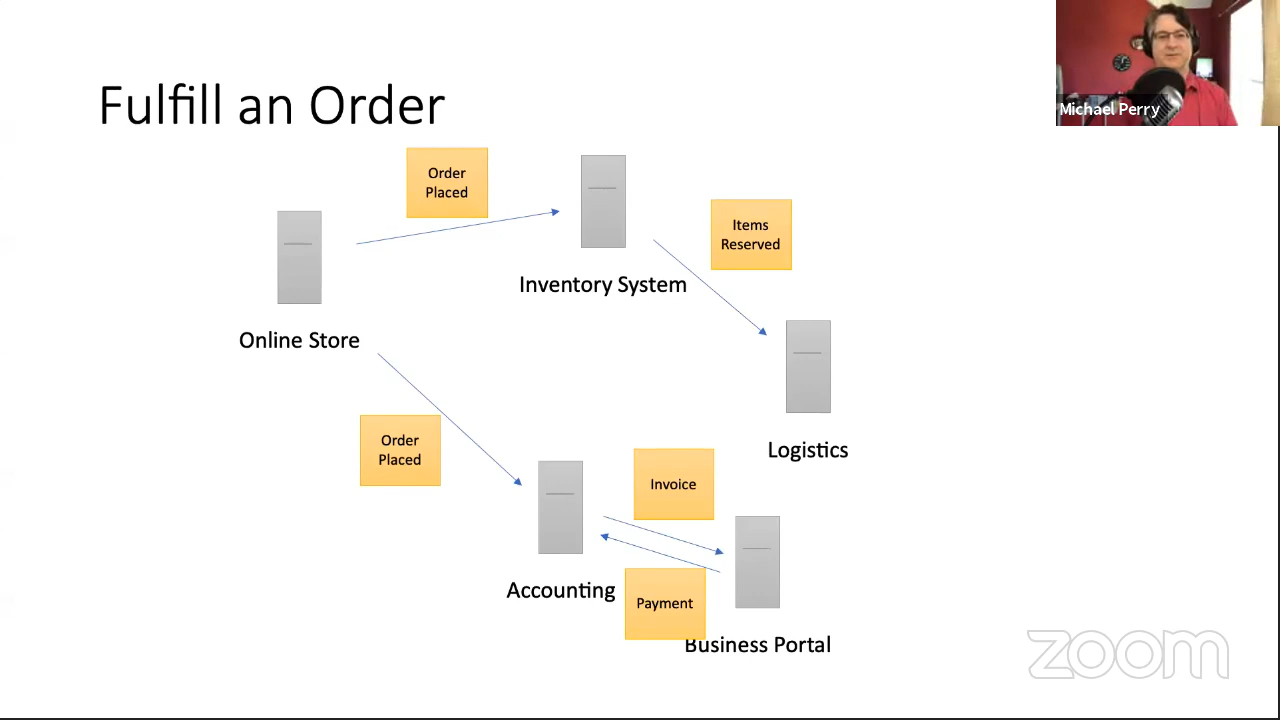 Michael Perry
Fulfill an Order
Order
Placed
Items
Reserved
Inventory System
Online Store
Order
Placed
Logistics
Invoice
Accounting
Payment
Business Portal
zoom